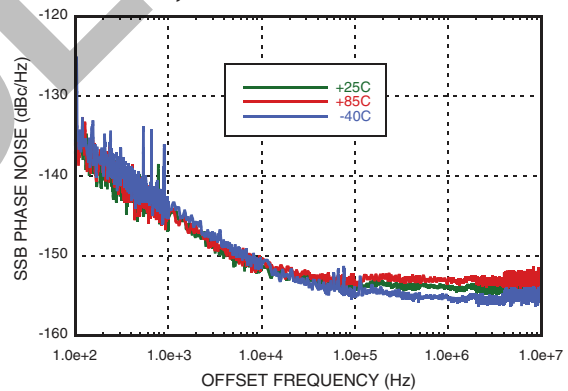 -120
-130
-140
-150
-160
SSB PHASE NOISE (dBc/Hz)
+25C
+85C
-40C
1.0e+2 1.0e+3 1.0e+4 1.0e+5 1.0e+6 1.0e+7
OFFSET FREQUENCY (Hz)